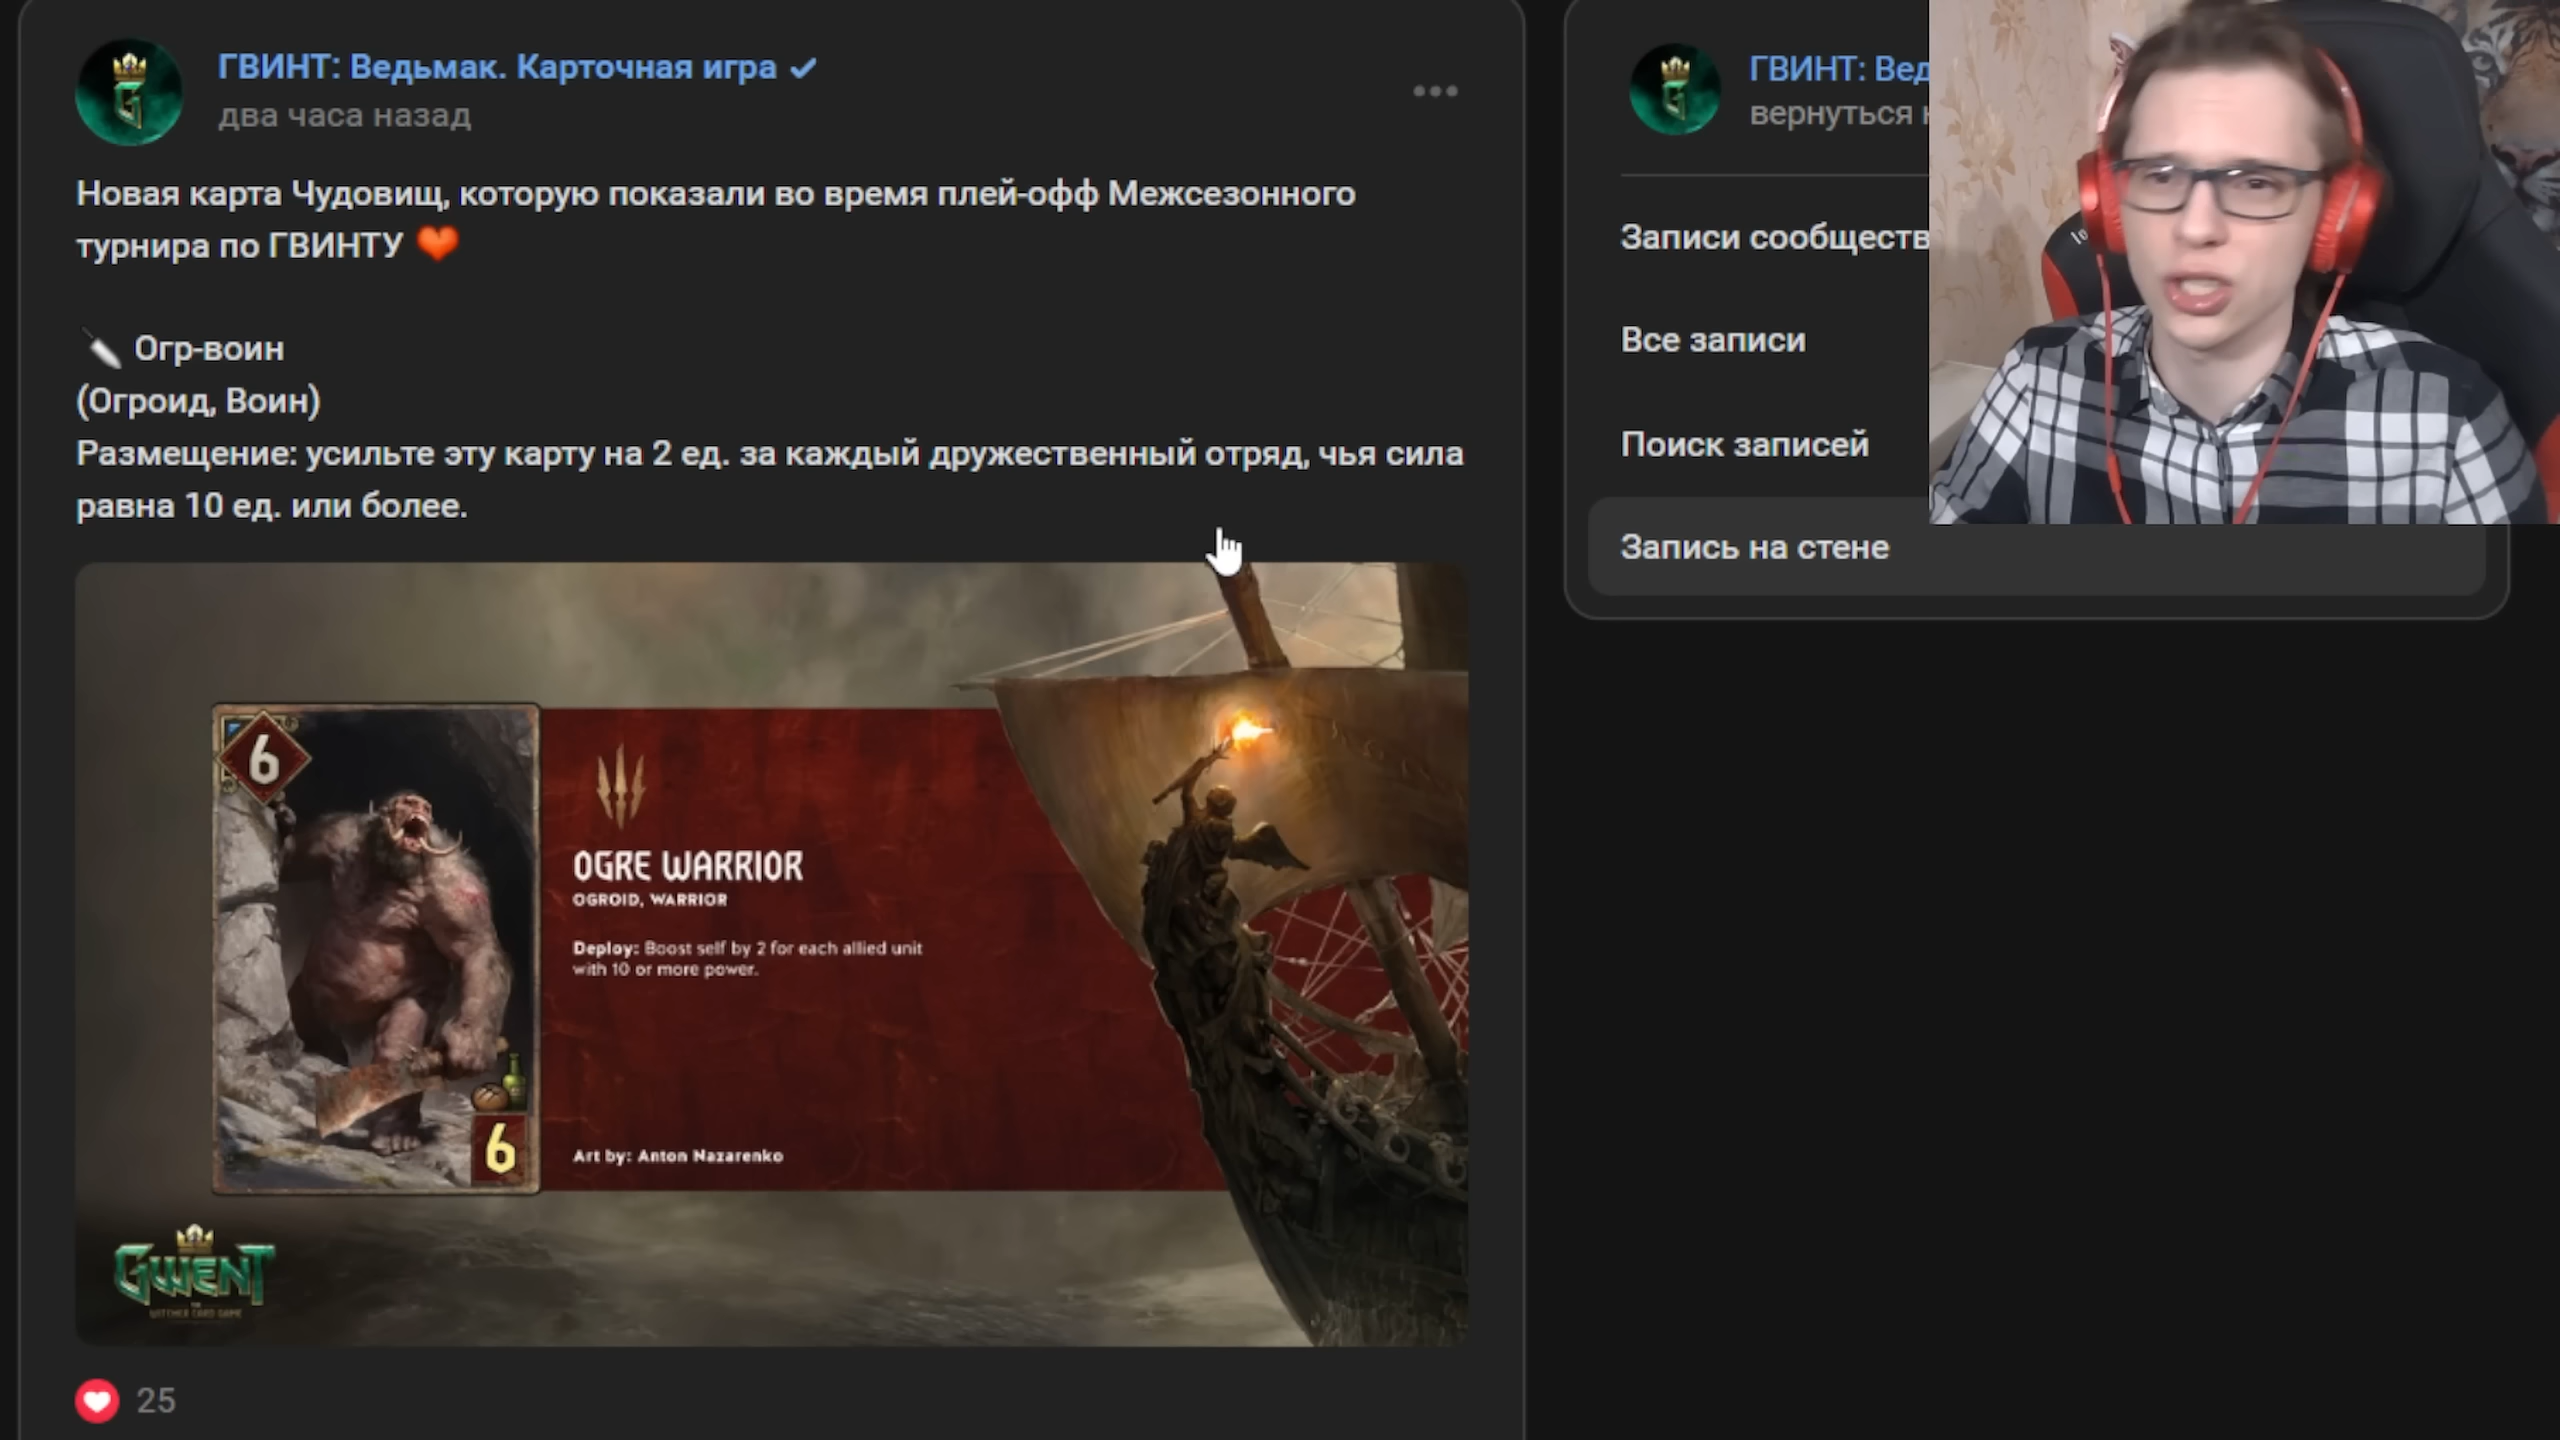 ГВИНТ: Ведьмак. Карточная игра
два часа назад
Новая карта Чудовищ, которую показали во время плей-офф Межсезонного
турнира по ГВИНТУ
Огр-воин
(Огроид, Воин)
Размещение: усильте эту карту на 2 ед. за каждый дружественный отряд, чья сила
равна 10 ед. или более.
6
OGRE WARRIOR
OGROID, WARRIOR
Deploy: Boost self by 2 for each allied unit
with 10 or more power.
6
Art by: Anton Nazarenko
GWENT
THE
WITCHER CARD GAME
25
ГВИНТ: Вед
вернуться
Записи сообществ
Все записи
Поиск записей
Запись на стене